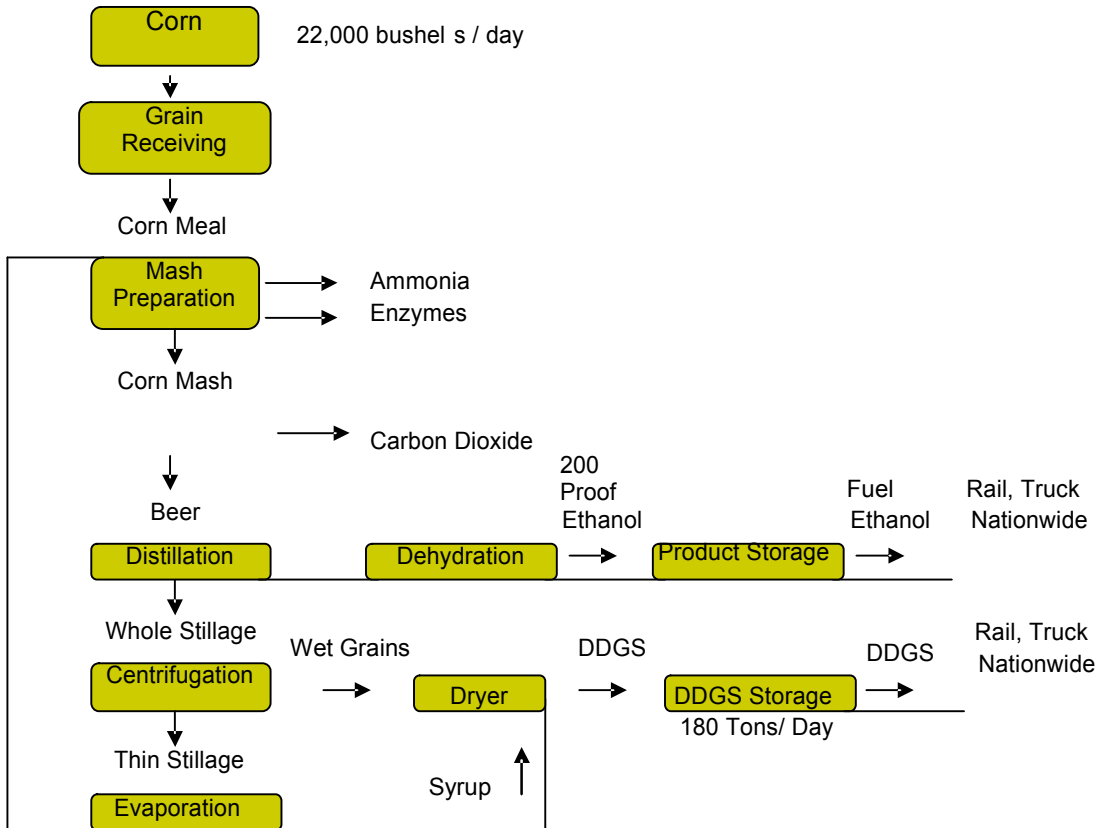 Corn
22,000 bushel s / day
Grain
Receiving
Corn Meal
Mash
Preparation
Ammonia
Enzymes
Corn Mash
Carbon Dioxide
Beer
200
Proof
Ethanol
Fuel
Ethanol
Rail, Truck
Nationwide
Distillation
Dehydration
Product Storage
Whole Stillage
Wet Grains
DDGS
DDGS
Rail, Truck
Nationwide
Centrifugation
Dryer
DDGS Storage
180 Tons/ Day
Thin Stillage
Syrup
Evaporation